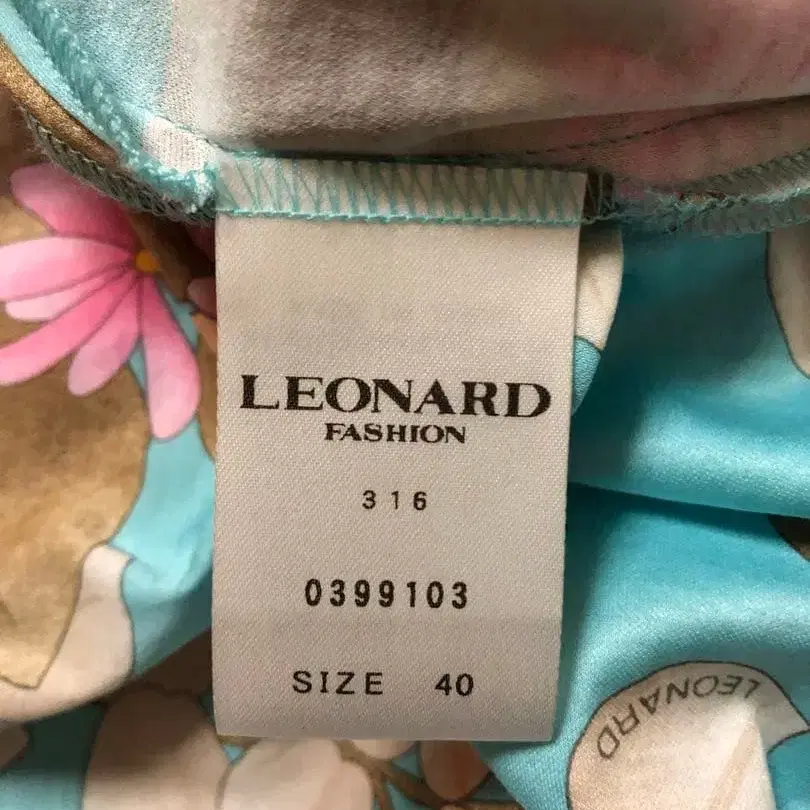 LEONARD
FASHION
316
0399103
SIZE 40
LEONARD